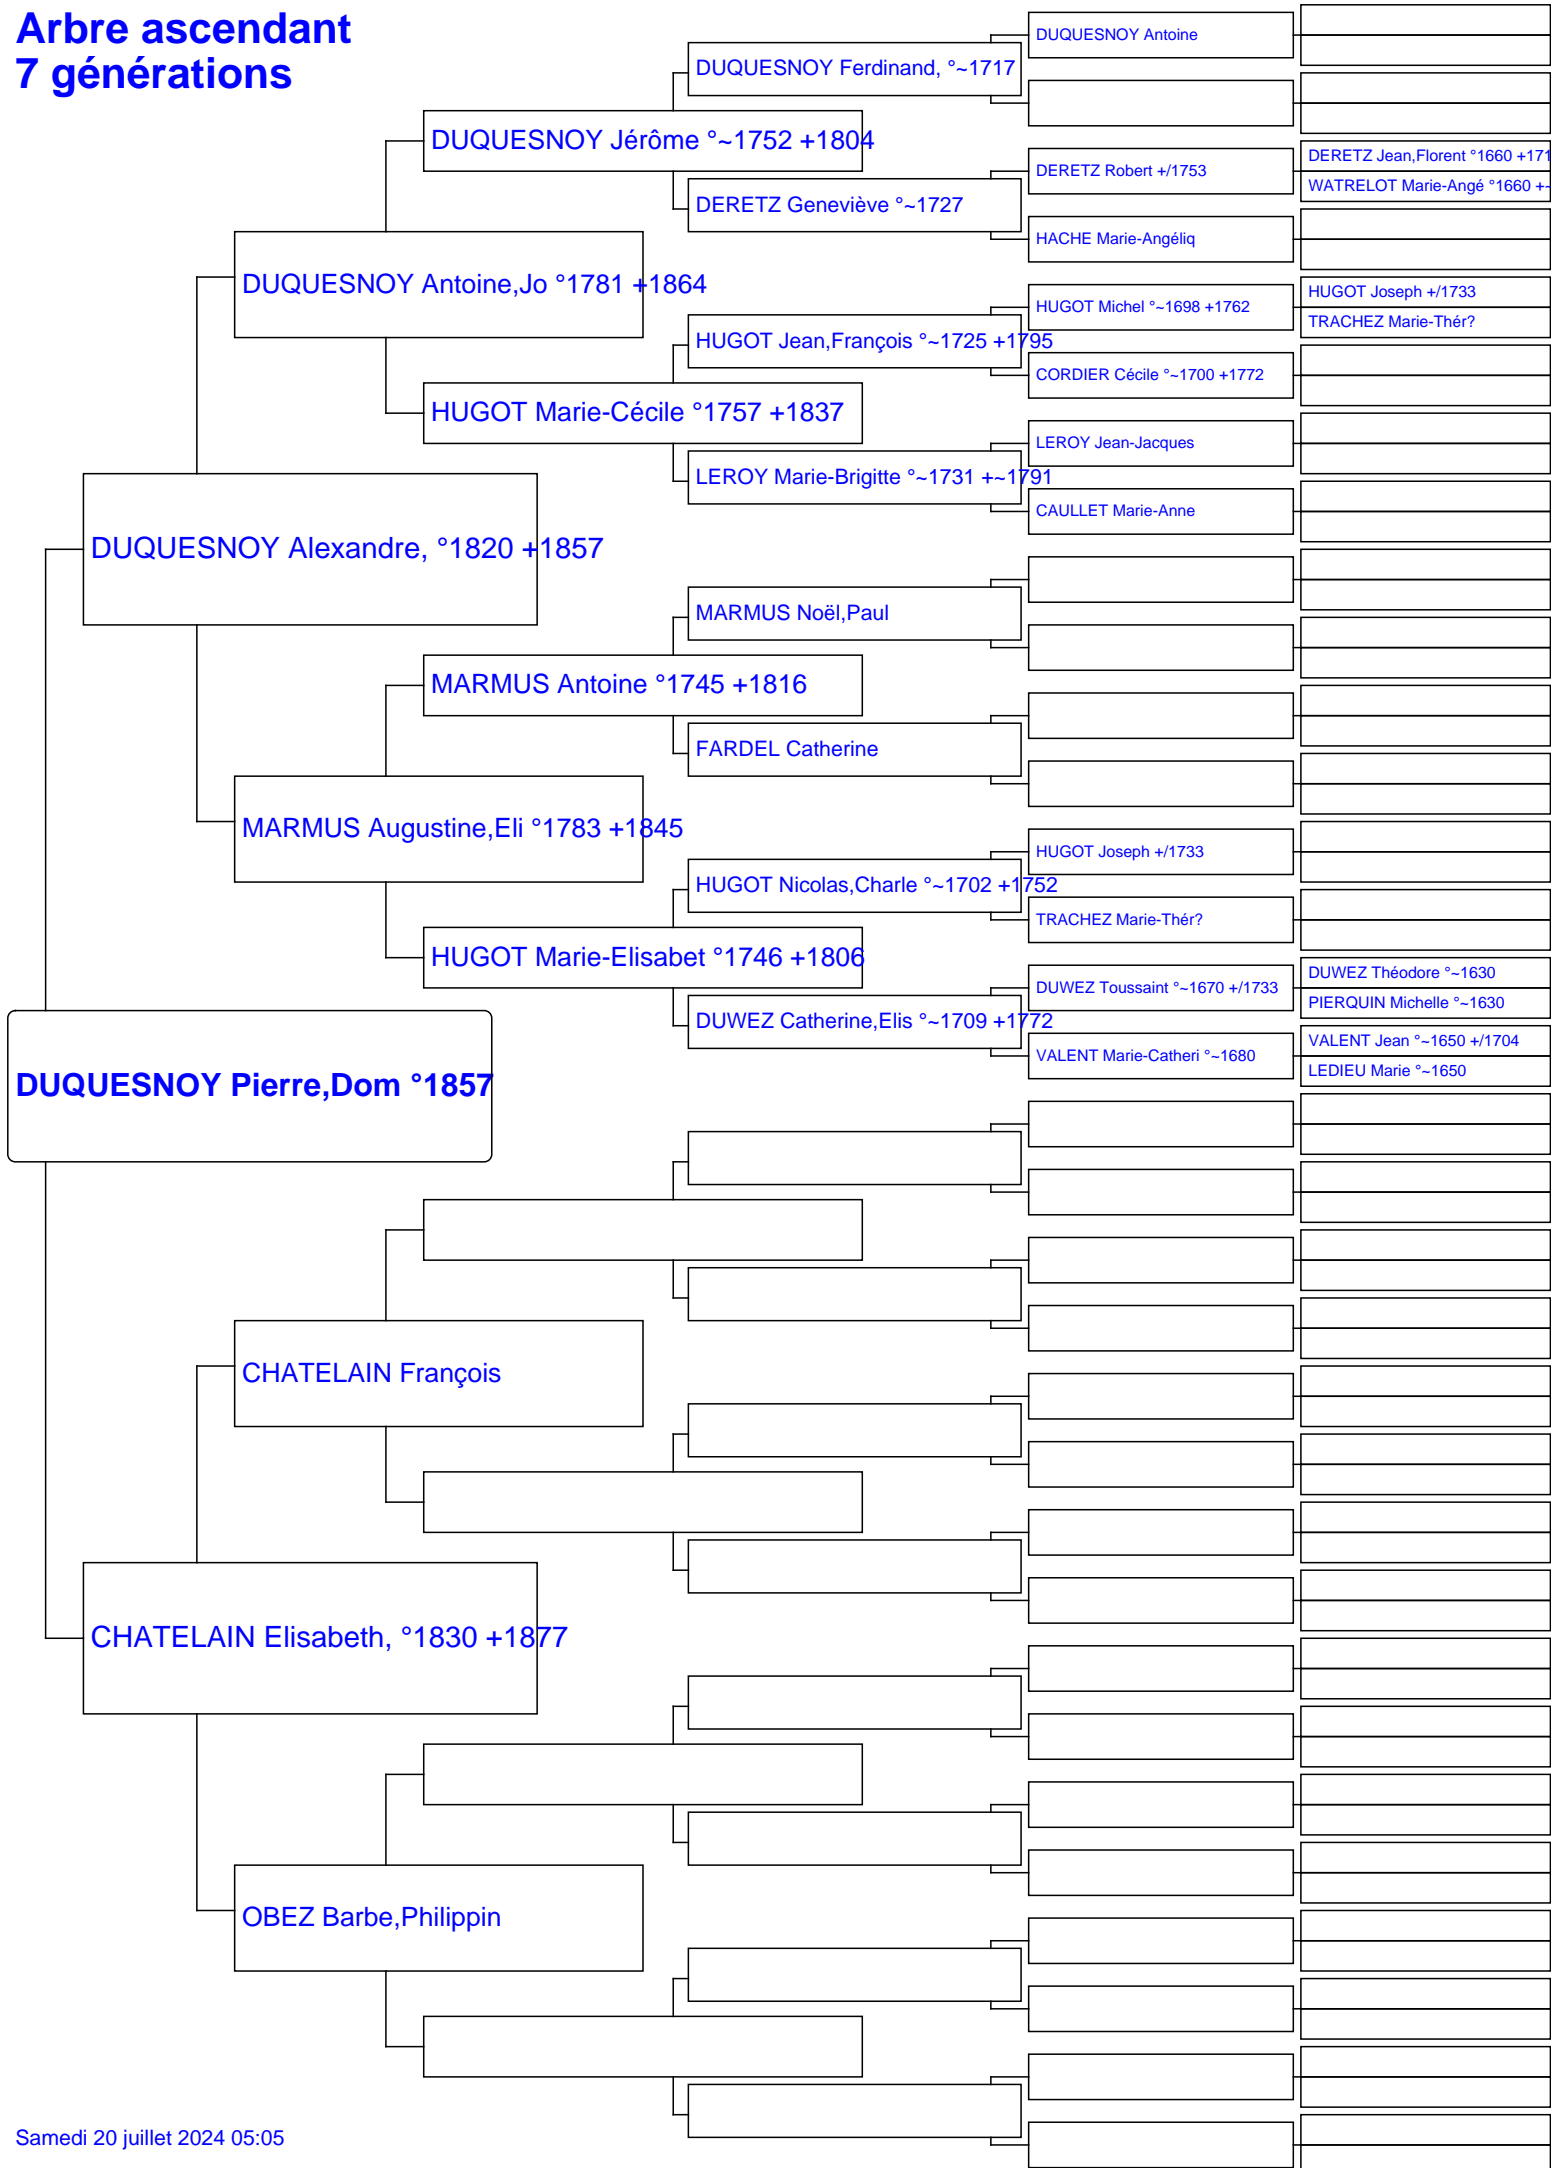 Arbre ascendant
7 générations
DUQUESNOY Antoine
DUQUESNOY Ferdinand, °~1717
DUQUESNOY Jérôme °~1752 +1804
DERETZ Jean,Florent °1660 +171
DERETZ Robert +/1753
WATRELOT Marie-Angé °1660 +~
DERETZ Geneviève °~1727
HACHE Marie-Angéliq
DUQUESNOY Antoine,Jo °1781 +1864
HUGOT Joseph +/1733
HUGOT Michel °~1698 +1762
TRACHEZ Marie-Thér?
HUGOT Jean,François °~1725 +1795
CORDIER Cécile °~1700 +1772
HUGOT Marie-Cécile °1757 +1837
LEROY Jean-Jacques
LEROY Marie-Brigitte °~1731 +~1791
CAULLET Marie-Anne
DUQUESNOY Alexandre, °1820 +1857
MARMUS Noël,Paul
MARMUS Antoine °1745 +1816
FARDEL Catherine
MARMUS Augustine,Eli °1783 +1845
HUGOT Joseph +/1733
HUGOT Nicolas,Charle °~1702 +1752
TRACHEZ Marie-Thér?
HUGOT Marie-Elisabet °1746 +1806
DUWEZ Théodore °~1630
DUWEZ Toussaint °~1670 +/1733
PIERQUIN Michelle °~1630
DUWEZ Catherine,Elis °~1709 +1772
VALENT Jean °~1650 +/1704
VALENT Marie-Catheri °~1680
LEDIEU Marie °~1650
DUQUESNOY Pierre,Dom °1857
CHATELAIN François
CHATELAIN Elisabeth, °1830 +1877
OBEZ Barbe,Philippin
Samedi 20 juillet 2024 05:05